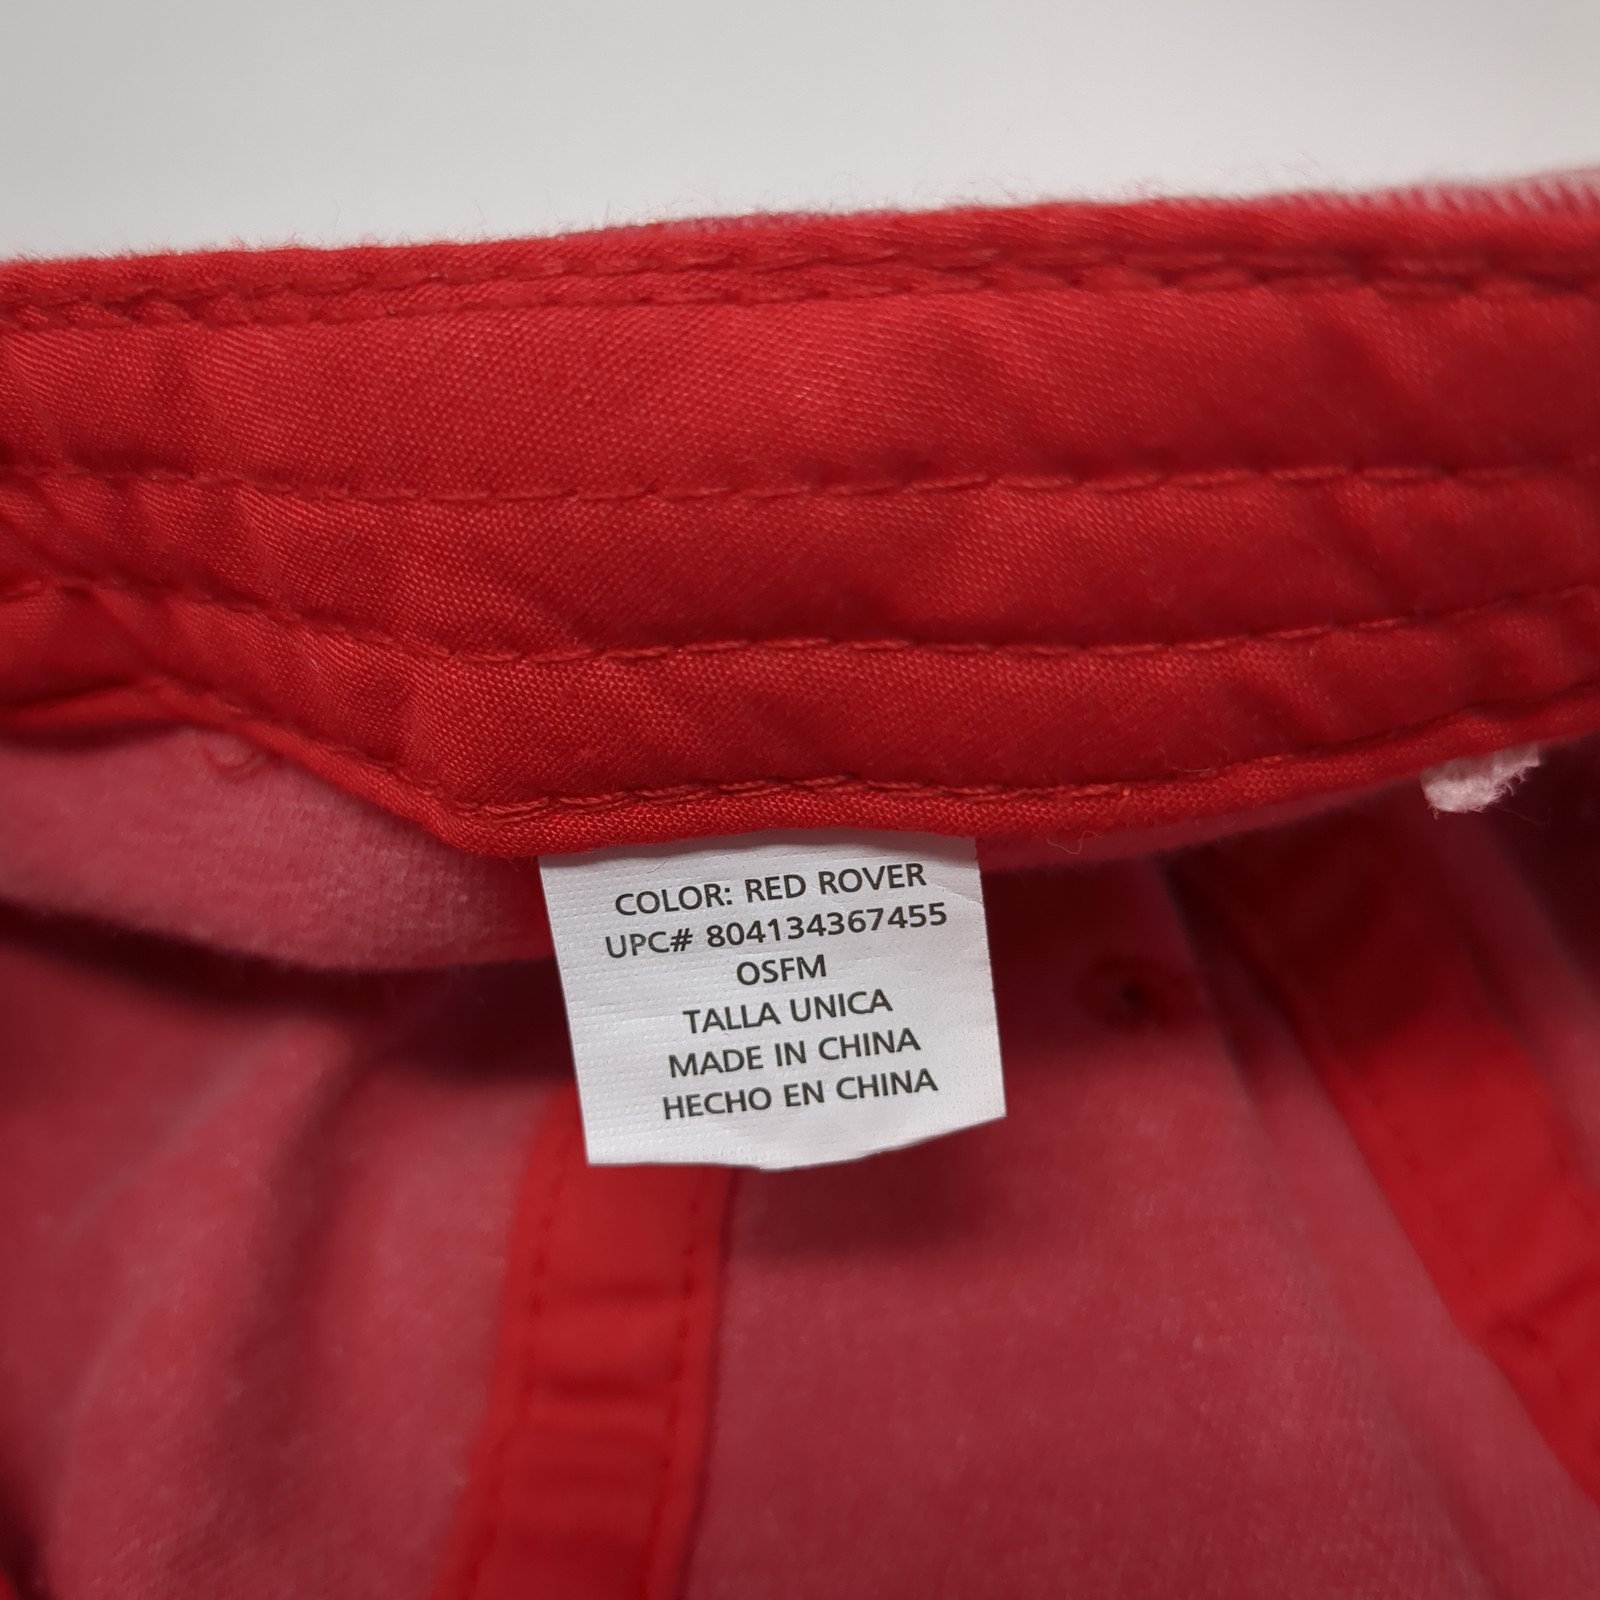 COLOR: RED ROVER
UPC# 804134367455
OSFM
TALLA UNICA
MADE IN CHINA
HECHO EN CHINA